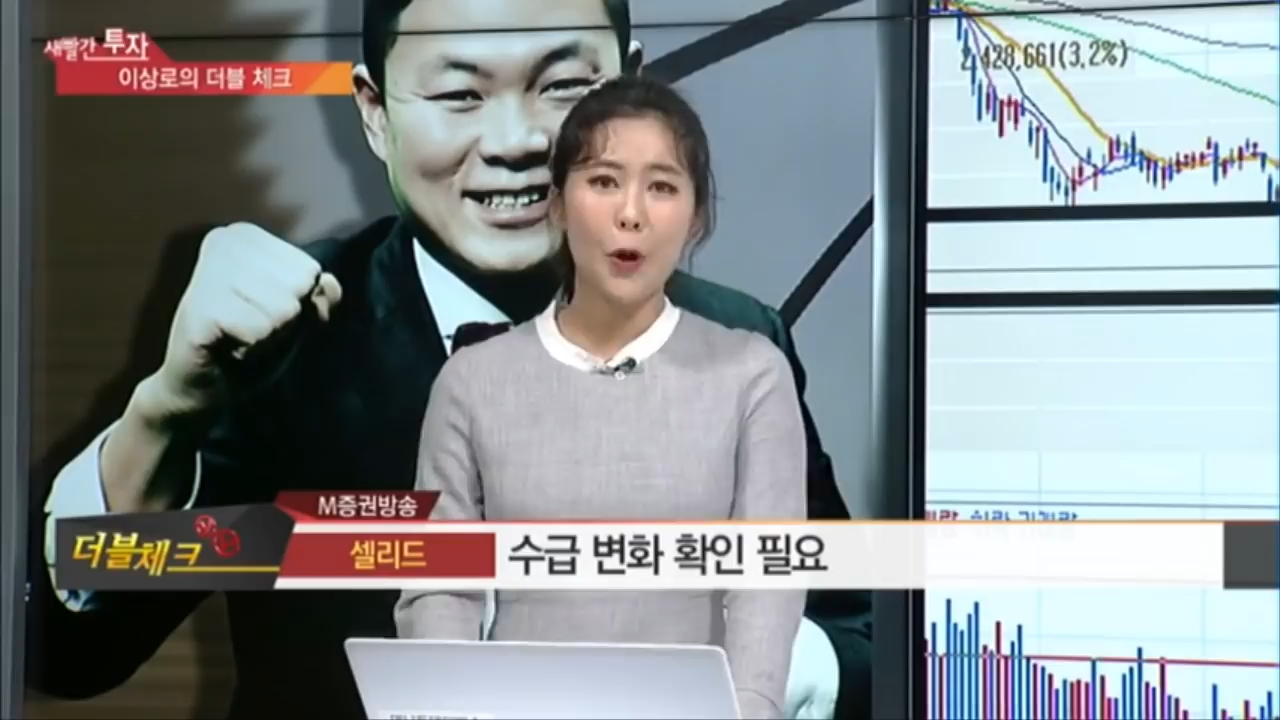 새빨간 투자
이상로의 더블 체크
2,428,661(3.2%)
M증권방송
더블체크
셀리드
수급 변화 확인 필요